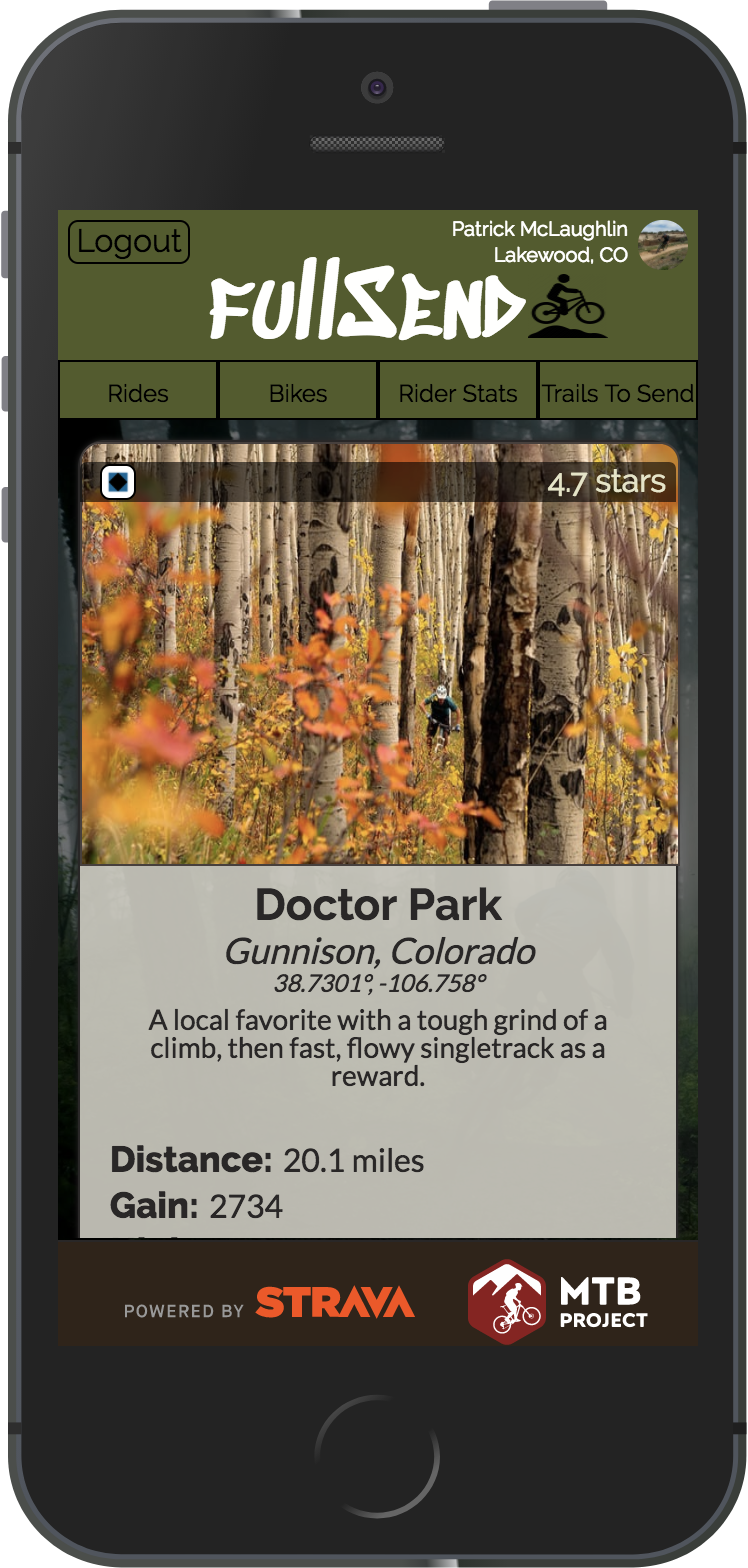 Logout
Patrick McLaughlin
Lakewood, CO
FullSEND
Rides
Bikes
Rider Stats
Trails To Send
4.7 stars
Doctor Park
Gunnison, Colorado
38.7301°, -106.758°
A local favorite with a tough grind of a
climb, then fast, flowy singletrack as a
reward.
Distance: 20.1 miles
Gain: 2734
POWERED BY STRAVA
MTB
PROJECT